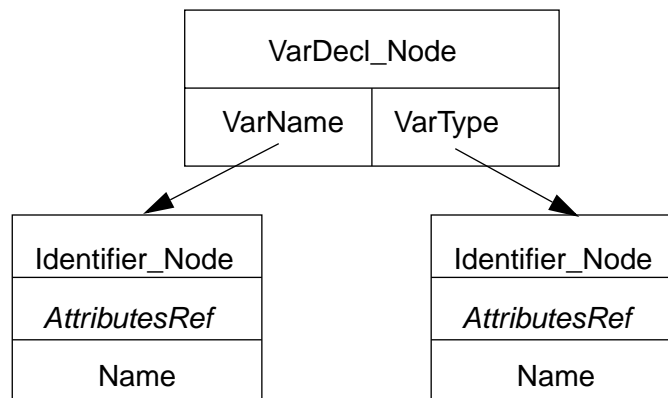 VarDecl_Node
VarName VarType
Identifier_Node Identifier_Node
AttributesRef AttributesRef
Name Name